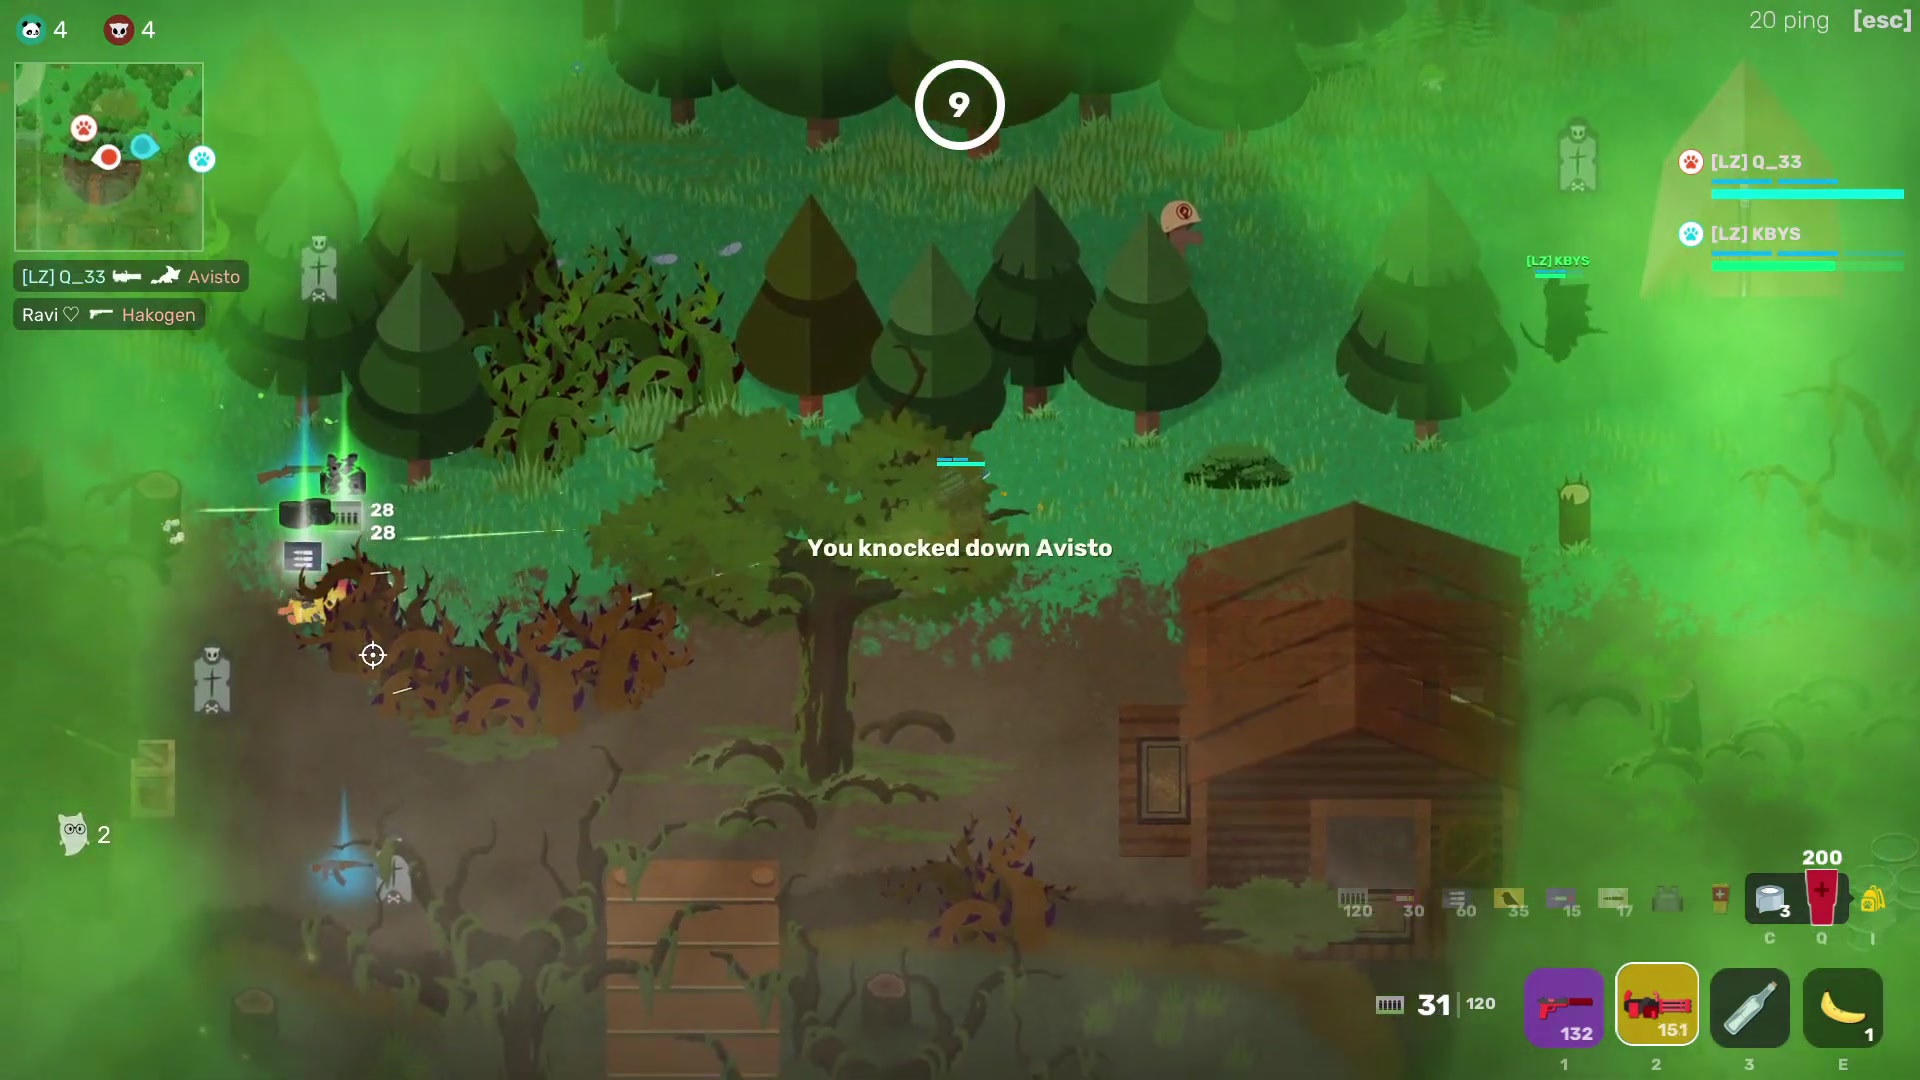 4 4
20 ping [esc]
9
[LZ] Q_33
[LZ] KBYS
[LZ] KBYS
[LZ] Q_33 Avisto
Ravi ♡ Hakogen
28
28
You knocked down Avisto
2
200
120 30 60 35 15 17 3
C Q I
31 120
132 151 1
1 2 3 E